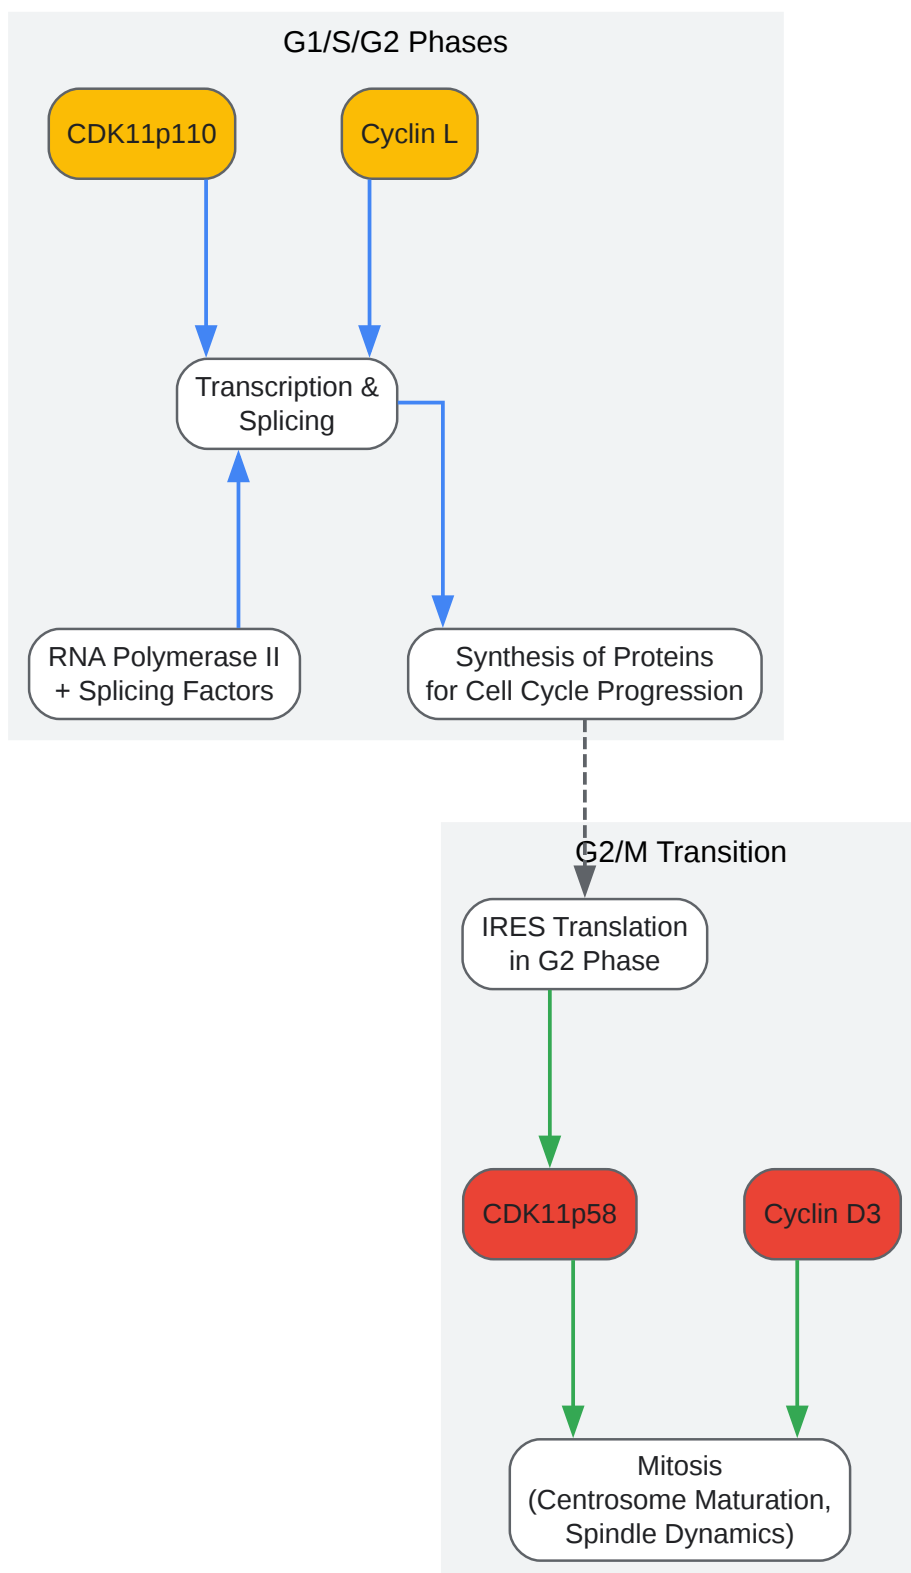 G1/S/G2 Phases
CDK11p110
Cyclin L
Transcription &
Splicing
RNA Polymerase II
+ Splicing Factors
Synthesis of Proteins
for Cell Cycle Progression
G2/M Transition
IRES Translation
in G2 Phase
CDK11p58
Cyclin D3
Mitosis
(Centrosome Maturation,
Spindle Dynamics)